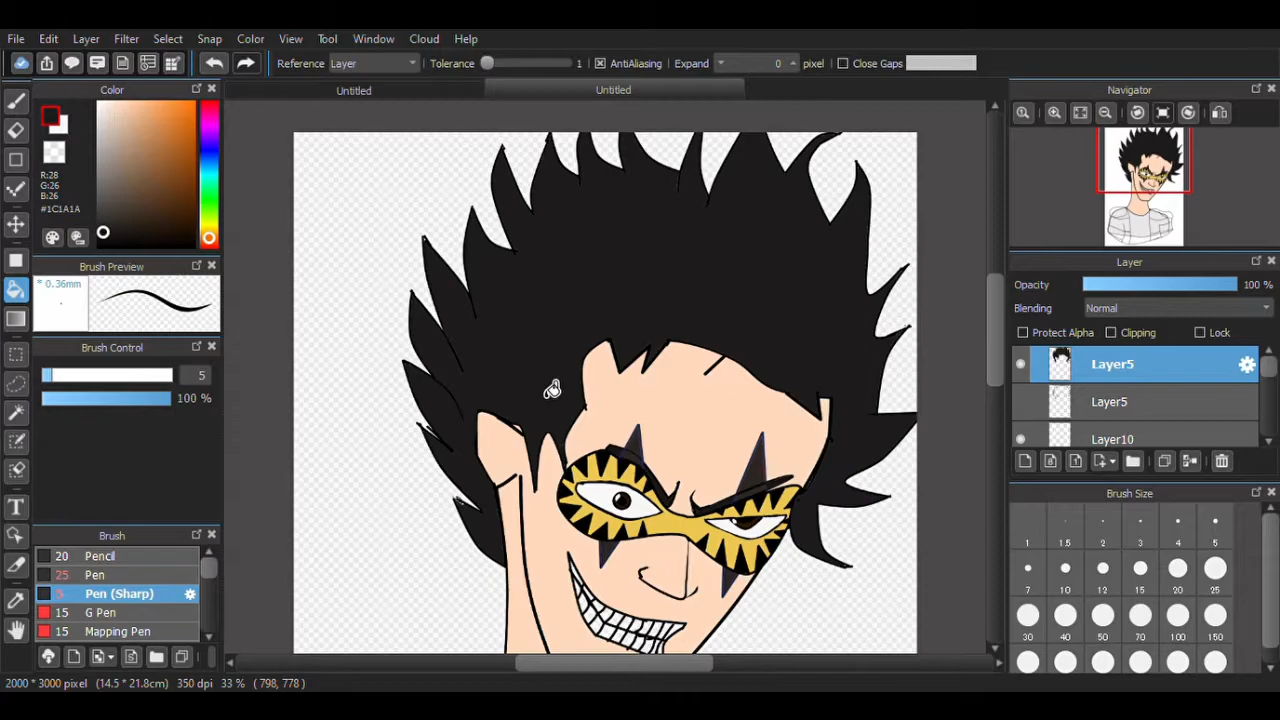 File Edit Layer Filter Select Snap Color View Tool Window Cloud Help
Reference Layer Tolerance 1 AntiAliasing Expand 0 pixel Close Gaps
Color
Untitled Untitled
Navigator
R:28
G:26
B:26
#1C1A1A
Brush Preview
* 0.36mm
Layer
Opacity 100 %
Blending Normal
Protect Alpha Clipping Lock
Brush Control
5
100 %
Layer5
Layer5
Layer10
Brush Size
1 1.5 2 3 4 5
7 10 12 15 20 25
30 40 50 70 100 150
Brush
20 Pencil
25 Pen
5 Pen (Sharp)
15 G Pen
15 Mapping Pen
2000 * 3000 pixel (14.5 * 21.8cm) 350 dpi 33 % ( 798, 778 )